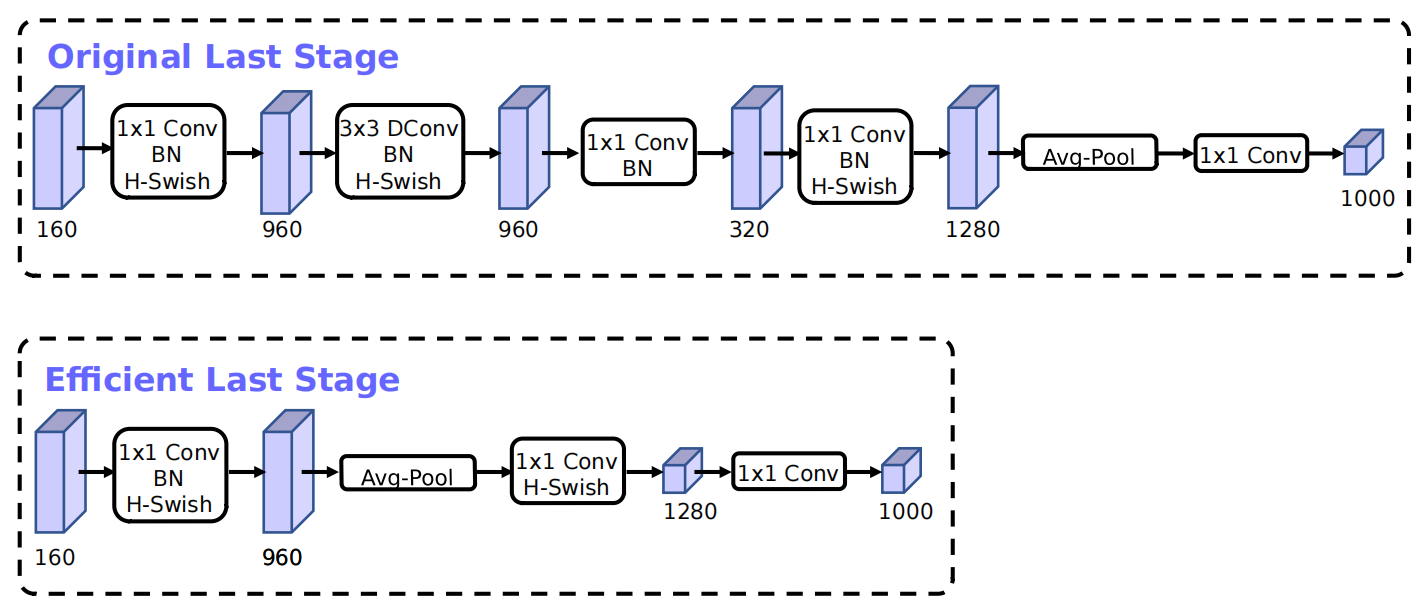 Original Last Stage
1x1 Conv
BN
H-Swish
3x3 DConv
BN
H-Swish
1x1 Conv
BN
1x1 Conv
BN
H-Swish
Avg-Pool
1x1 Conv
160
960
960
320
1280
1000
Efficient Last Stage
1x1 Conv
BN
H-Swish
Avg-Pool
1x1 Conv
H-Swish
1x1 Conv
160
960
1280
1000